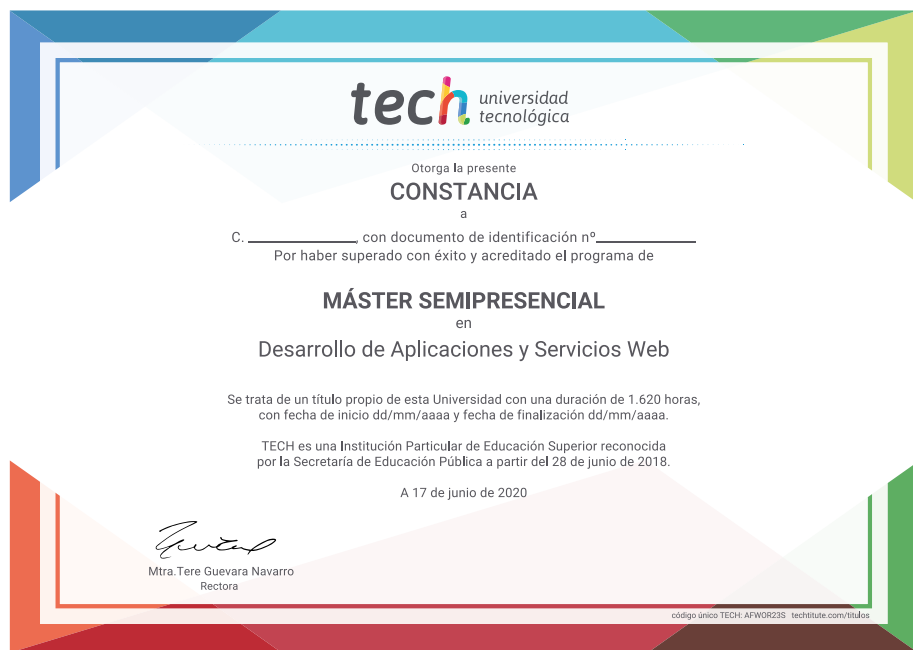 tech universidad
tecnológica
Otorga la presente
CONSTANCIA
a
C. ____________, con documento de identificación nº____________
Por haber superado con éxito y acreditado el programa de
MÁSTER SEMIPRESENCIAL
en
Desarrollo de Aplicaciones y Servicios Web
Se trata de un título propio de esta Universidad con una duración de 1.620 horas,
con fecha de inicio dd/mm/aaaa y fecha de finalización dd/mm/aaaa.
TECH es una Institución Particular de Educación Superior reconocida
por la Secretaría de Educación Pública a partir del 28 de junio de 2018.
A 17 de junio de 2020
Mtra.Tere Guevara Navarro
Rectora
código único TECH: AFWOR23S techtitute.com/titulos